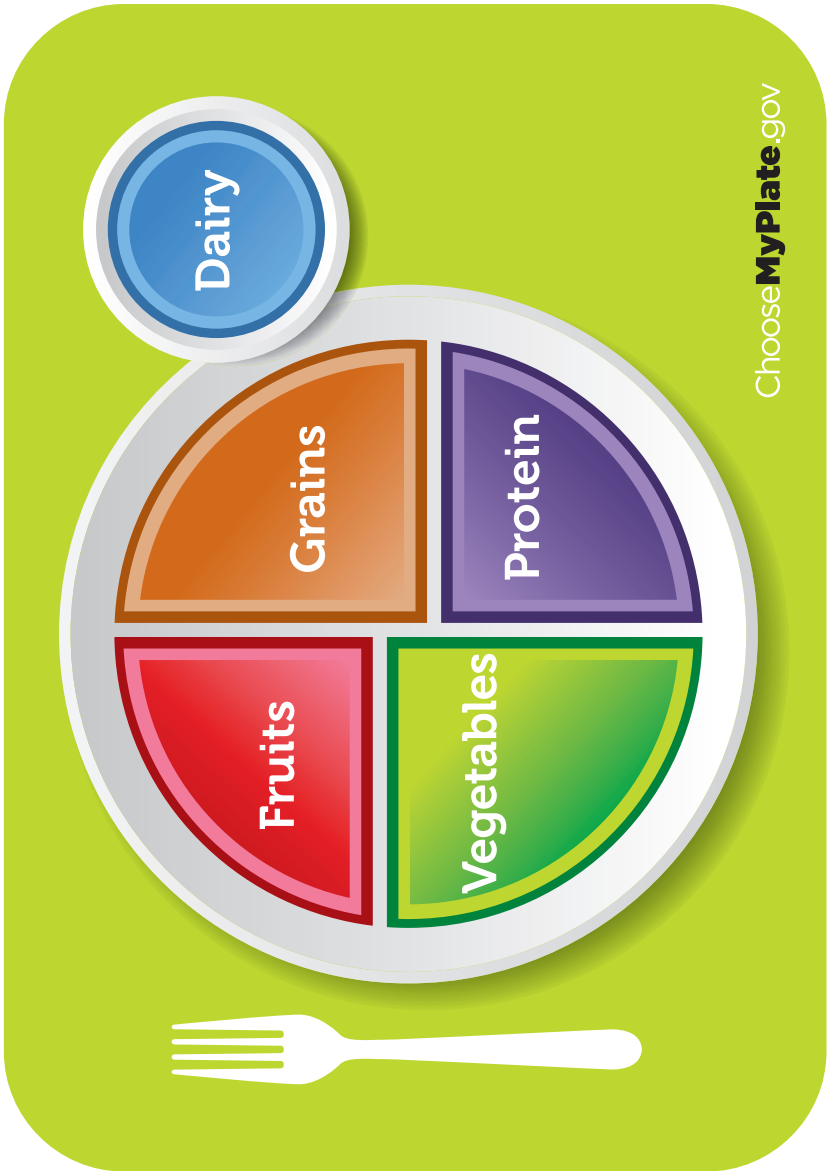 Dairy
Fruits
Grains
Vegetables
Protein
ChooseMyPlate.gov